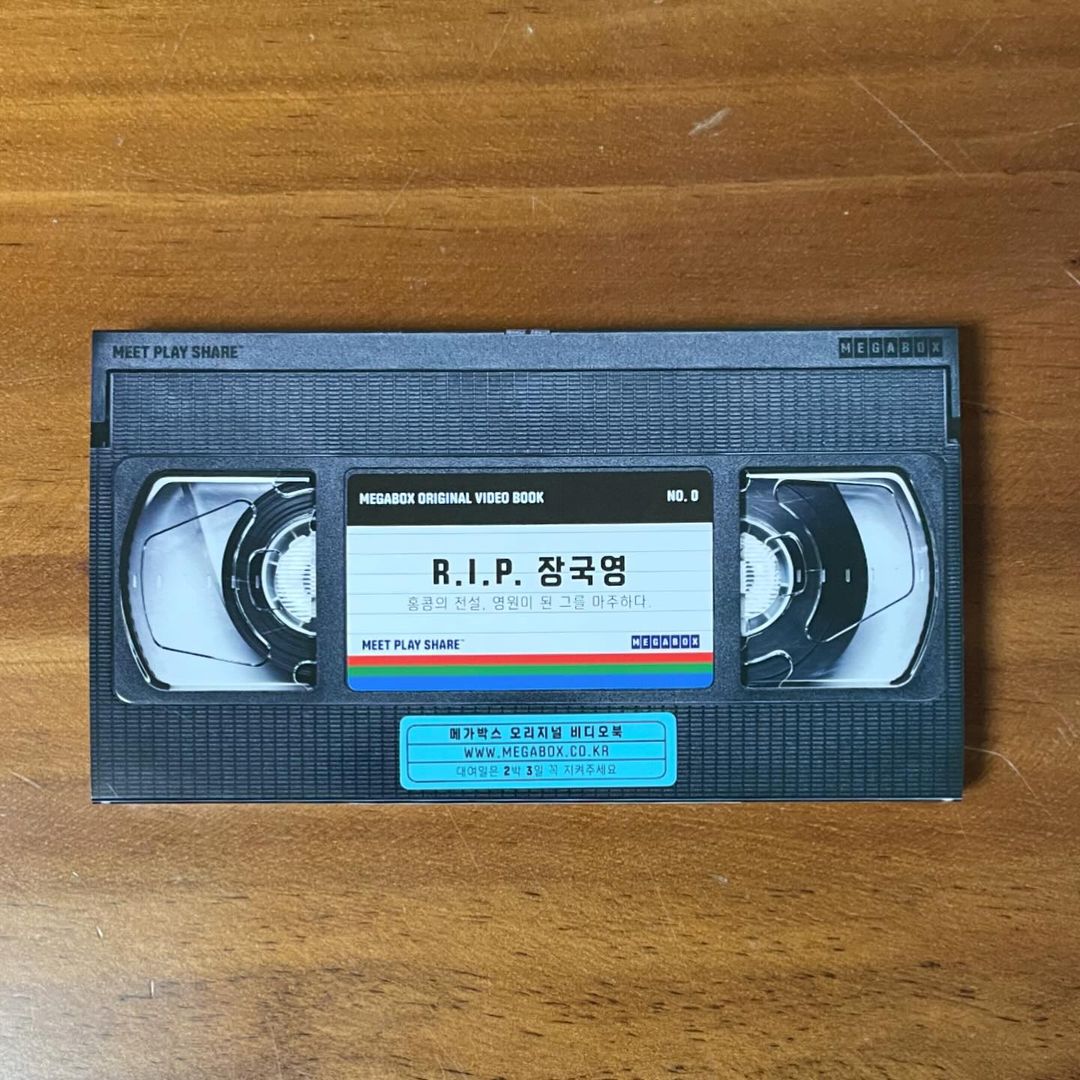 MEET PLAY SHARE™
MEGABOX
MEGABOX ORIGINAL VIDEO BOOK
NO. 0
R.I.P. 장국영
홍콩의 전설, 영원이 된 그를 마주하다.
MEET PLAY SHARE™
MEGABOX
메가박스 오리지널 비디오북
WWW.MEGABOX.CO.KR
대여일은 2박 3일 꼭 지켜주세요